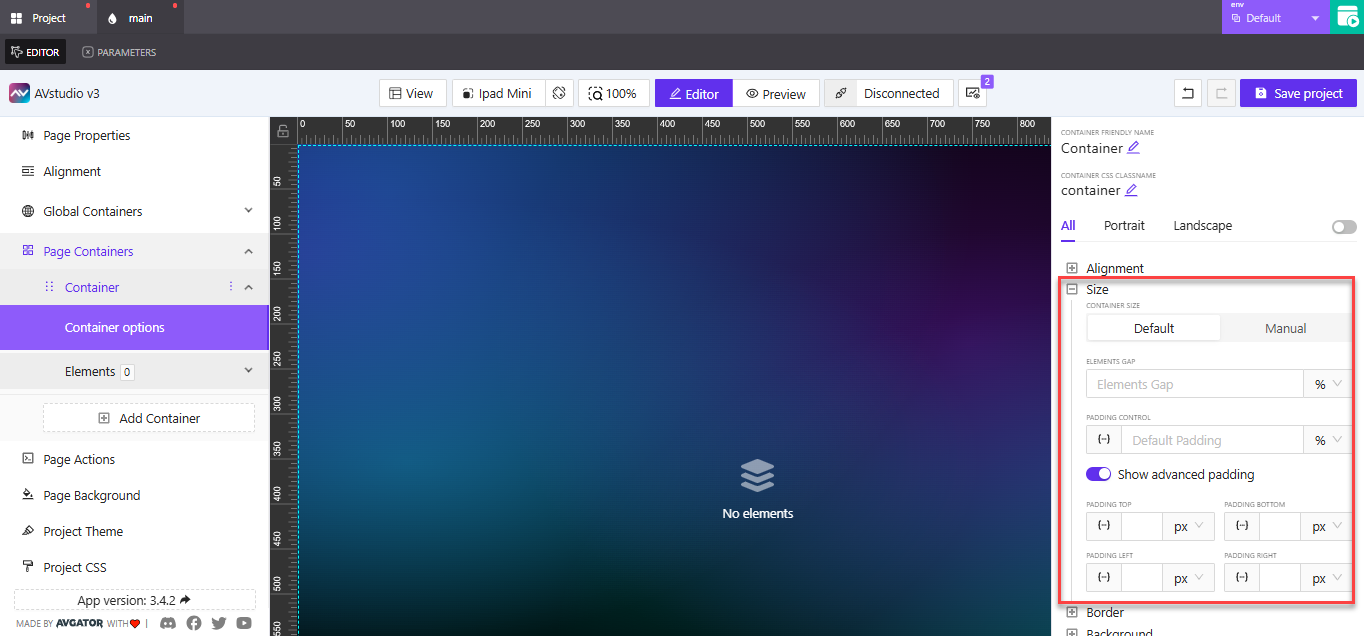 Project
main
env
Default
EDITOR
PARAMETERS
AVstudio v3
View
Ipad Mini
100%
Editor
Preview
Disconnected
2
Save project
Page Properties
Alignment
Global Containers
Page Containers
Container
Container options
Elements 0
Add Container
Page Actions
Page Background
Project Theme
Project CSS
App version: 3.4.2
MADE BY AVGATOR WITH |
0 50 100 150 200 250 300 350 400 450 500 550 600 650 700 750 800
50
100
150
200
250
300
350
400
450
500
550
No elements
CONTAINER FRIENDLY NAME
Container
CONTAINER CSS CLASSNAME
container
All Portrait Landscape
Alignment
Size
CONTAINER SIZE
Default Manual
ELEMENTS GAP
Elements Gap %
PADDING CONTROL
Default Padding %
Show advanced padding
PADDING TOP PADDING BOTTOM
px px
PADDING LEFT PADDING RIGHT
px px
Border
Background